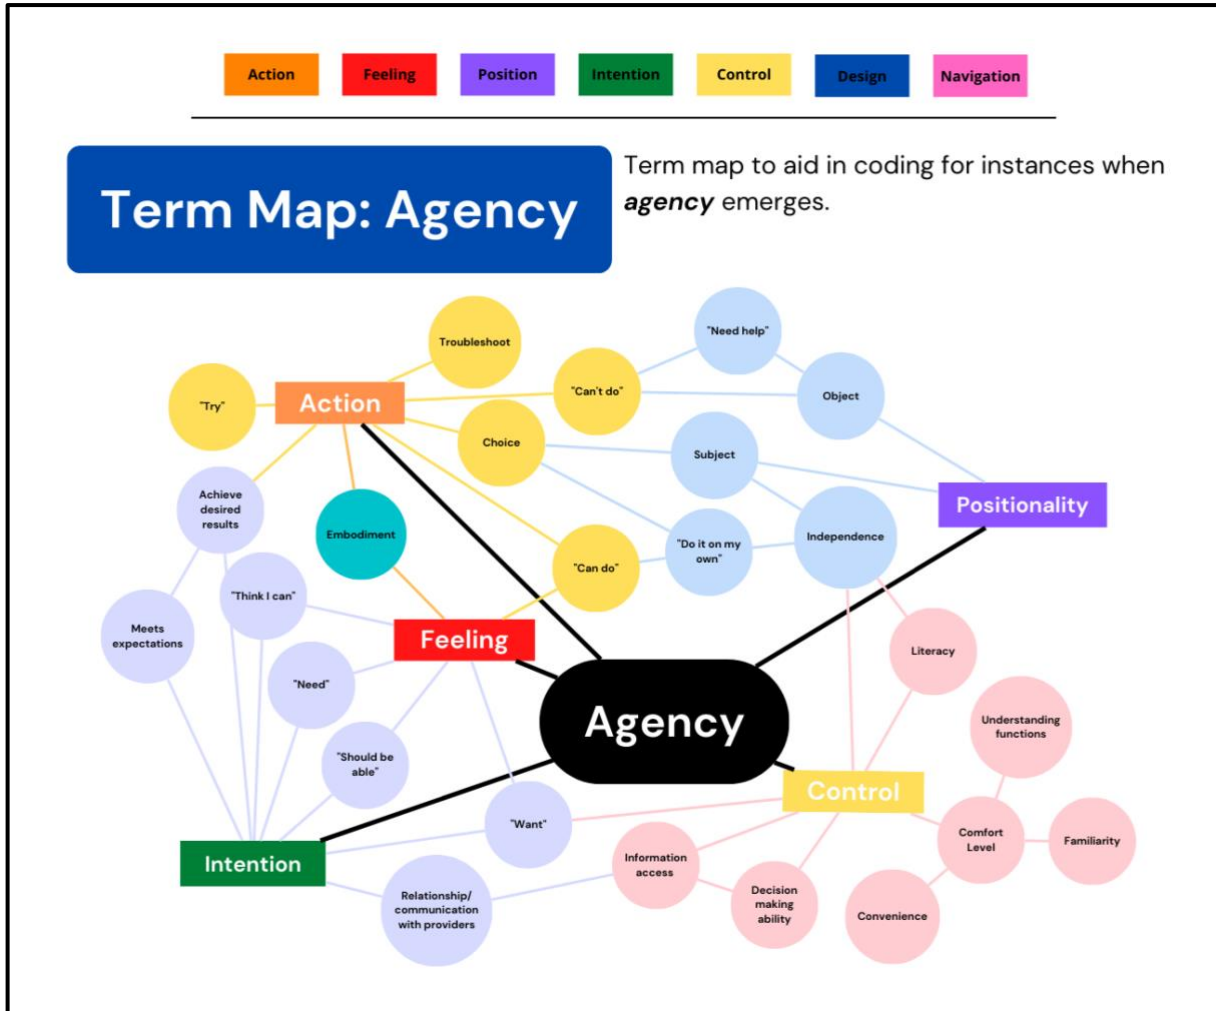 Action
Feeling
Position
Intention
Control
Design
Navigation
Term Map: Agency
Term map to aid in coding for instances when
agency emerges.
Troubleshoot
"Need help"
"Try"
Action
"Can't do"
Object
Choice
Subject
Achieve
desired
results
Positionality
Embodiment
"Do it on my
own"
Independence
"Can do"
"Think I can"
Meets
expectations
Feeling
Literacy
"Need"
Agency
Understanding
functions
"Should be
able"
Control
"Want"
Comfort
Level
Familiarity
Intention
Information
access
Relationship/
communication
with providers
Decision
making
ability
Convenience